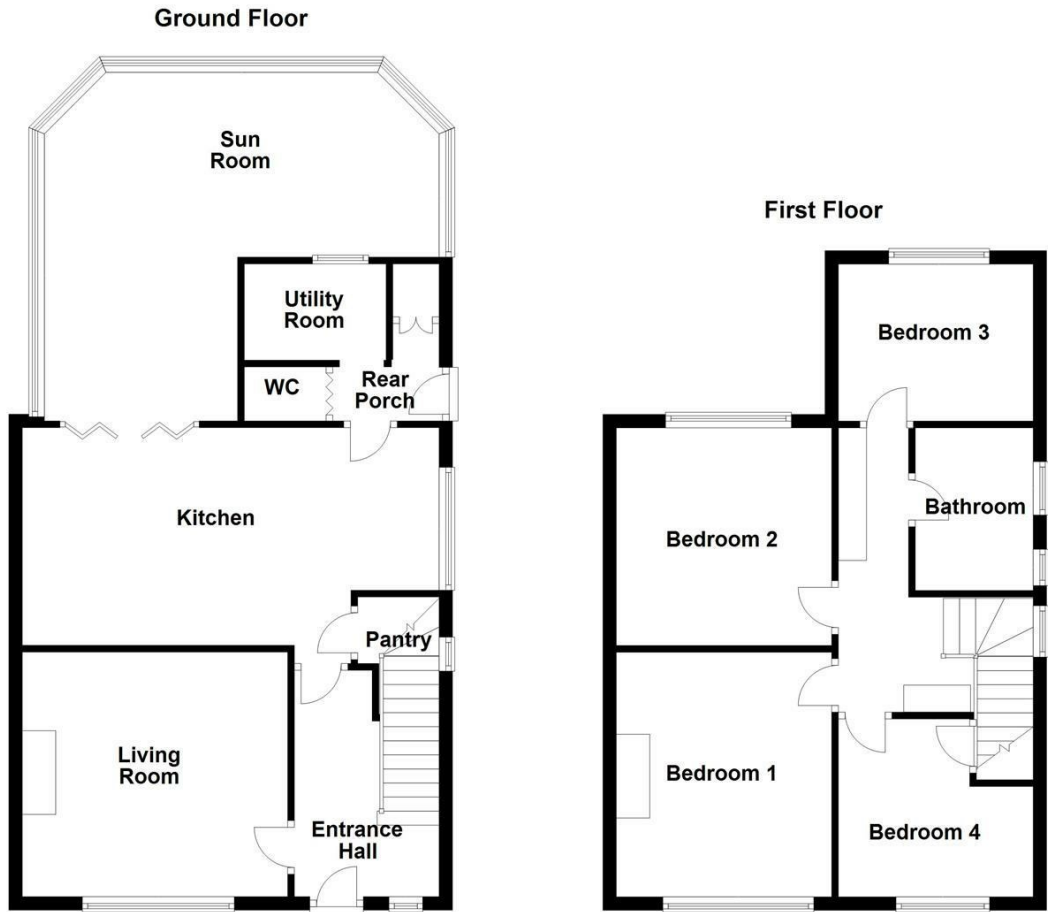 Ground Floor
Sun
Room
Utility
Room
WC
Rear
Porch
Kitchen
Pantry
Living
Room
Entrance
Hall
First Floor
Bedroom 3
Bathroom
Bedroom 2
Bedroom 1
Bedroom 4